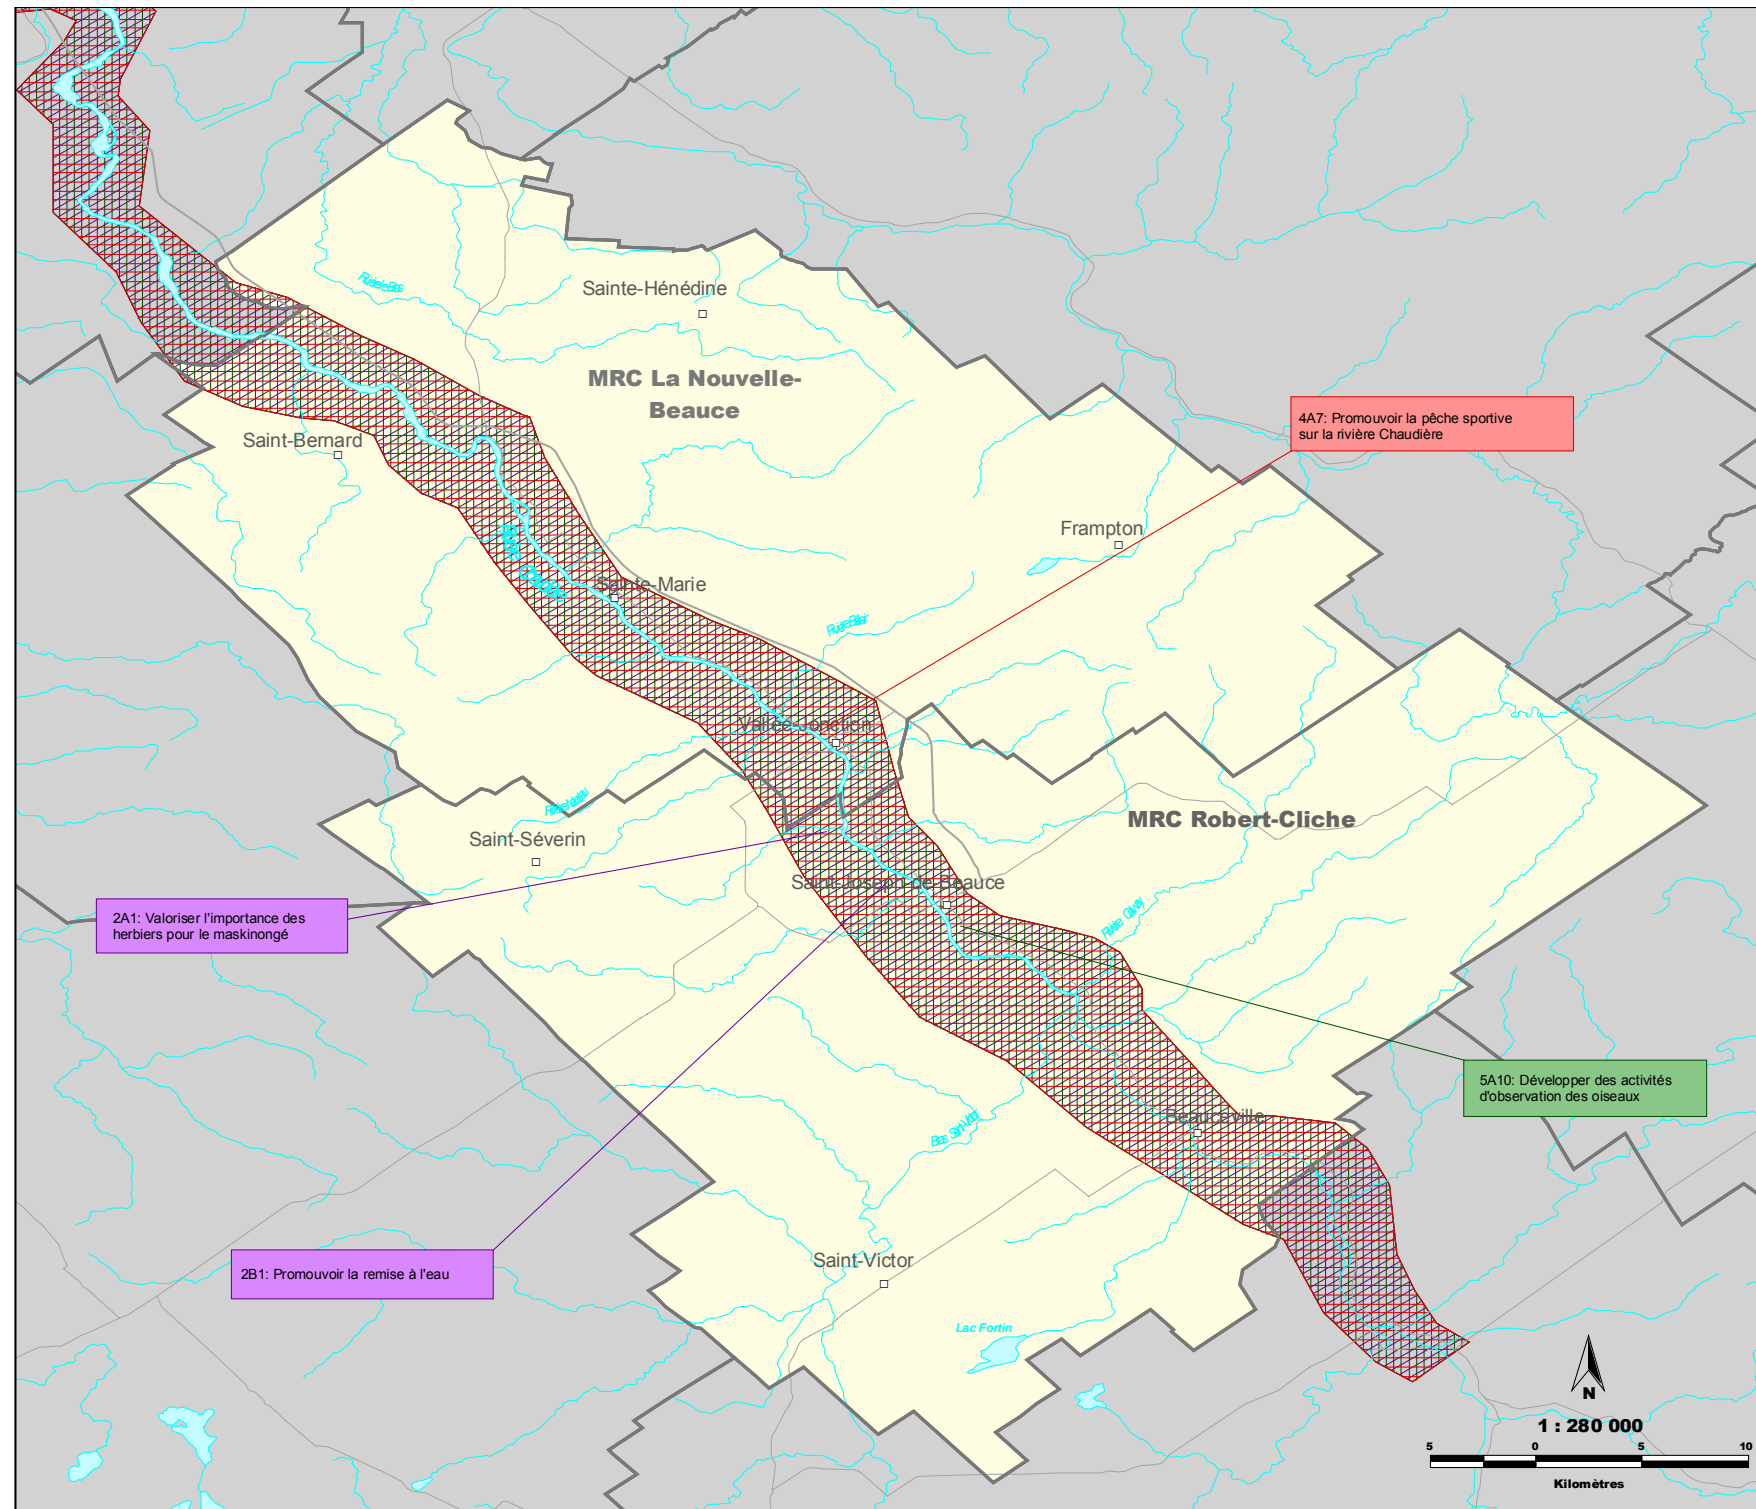 Sainte-Hénédine
MRC La Nouvelle-
Beauce
4A7: Promouvoir la pêche sportive
sur la rivière Chaudière
Saint-Bernard
Frampton
Sainte-Marie
Vallée-Jonction
MRC Robert-Cliche
Saint-Séverin
Saint-Joseph-de-Beauce
2A1: Valoriser l'importance des
herbiers pour le maskinongé
5A10: Développer des activités
d'observation des oiseaux
Beauceville
2B1: Promouvoir la remise à l'eau
Saint-Victor
Lac Fortin
N
1 : 280 000
5 0 5 10
Kilomètres